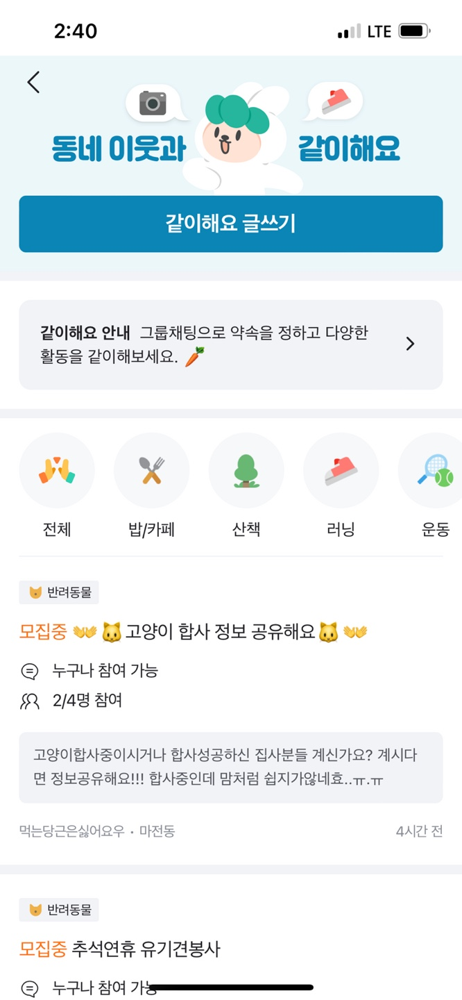 2:40
LTE
동네 이웃과 같이해요
같이해요 글쓰기
같이해요 안내 그룹채팅으로 약속을 정하고 다양한
활동을 같이해보세요.
전체 밥/카페 산책 러닝 운동
반려동물
모집중 👐🐱고양이 합사 정보 공유해요🐱👐
누구나 참여 가능
2/4명 참여
고양이합사중이시거나 합사성공하신 집사분들 계신가요? 계시다
면 정보공유해요!!! 합사중인데 맘처럼 쉽지가않네효..ㅠ.ㅠ
먹는당근은싫어요우 · 마전동 4시간 전
반려동물
모집중 추석연휴 유기견봉사
누구나 참여 가능